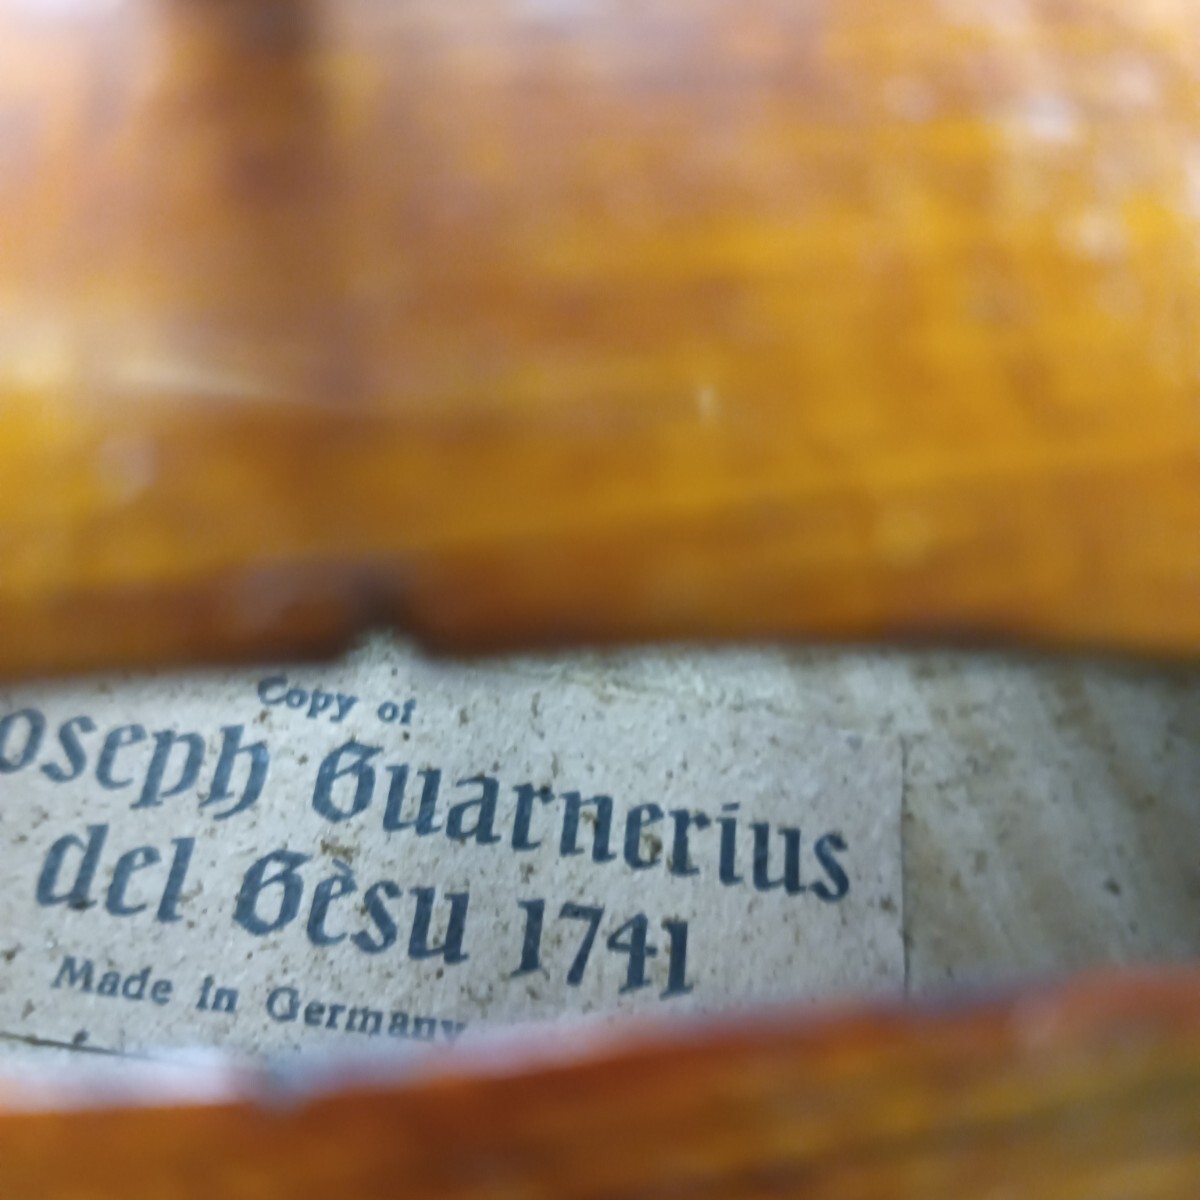 Copy of
oseph Guarnerius
del Gèsu 1741
Made in Germany